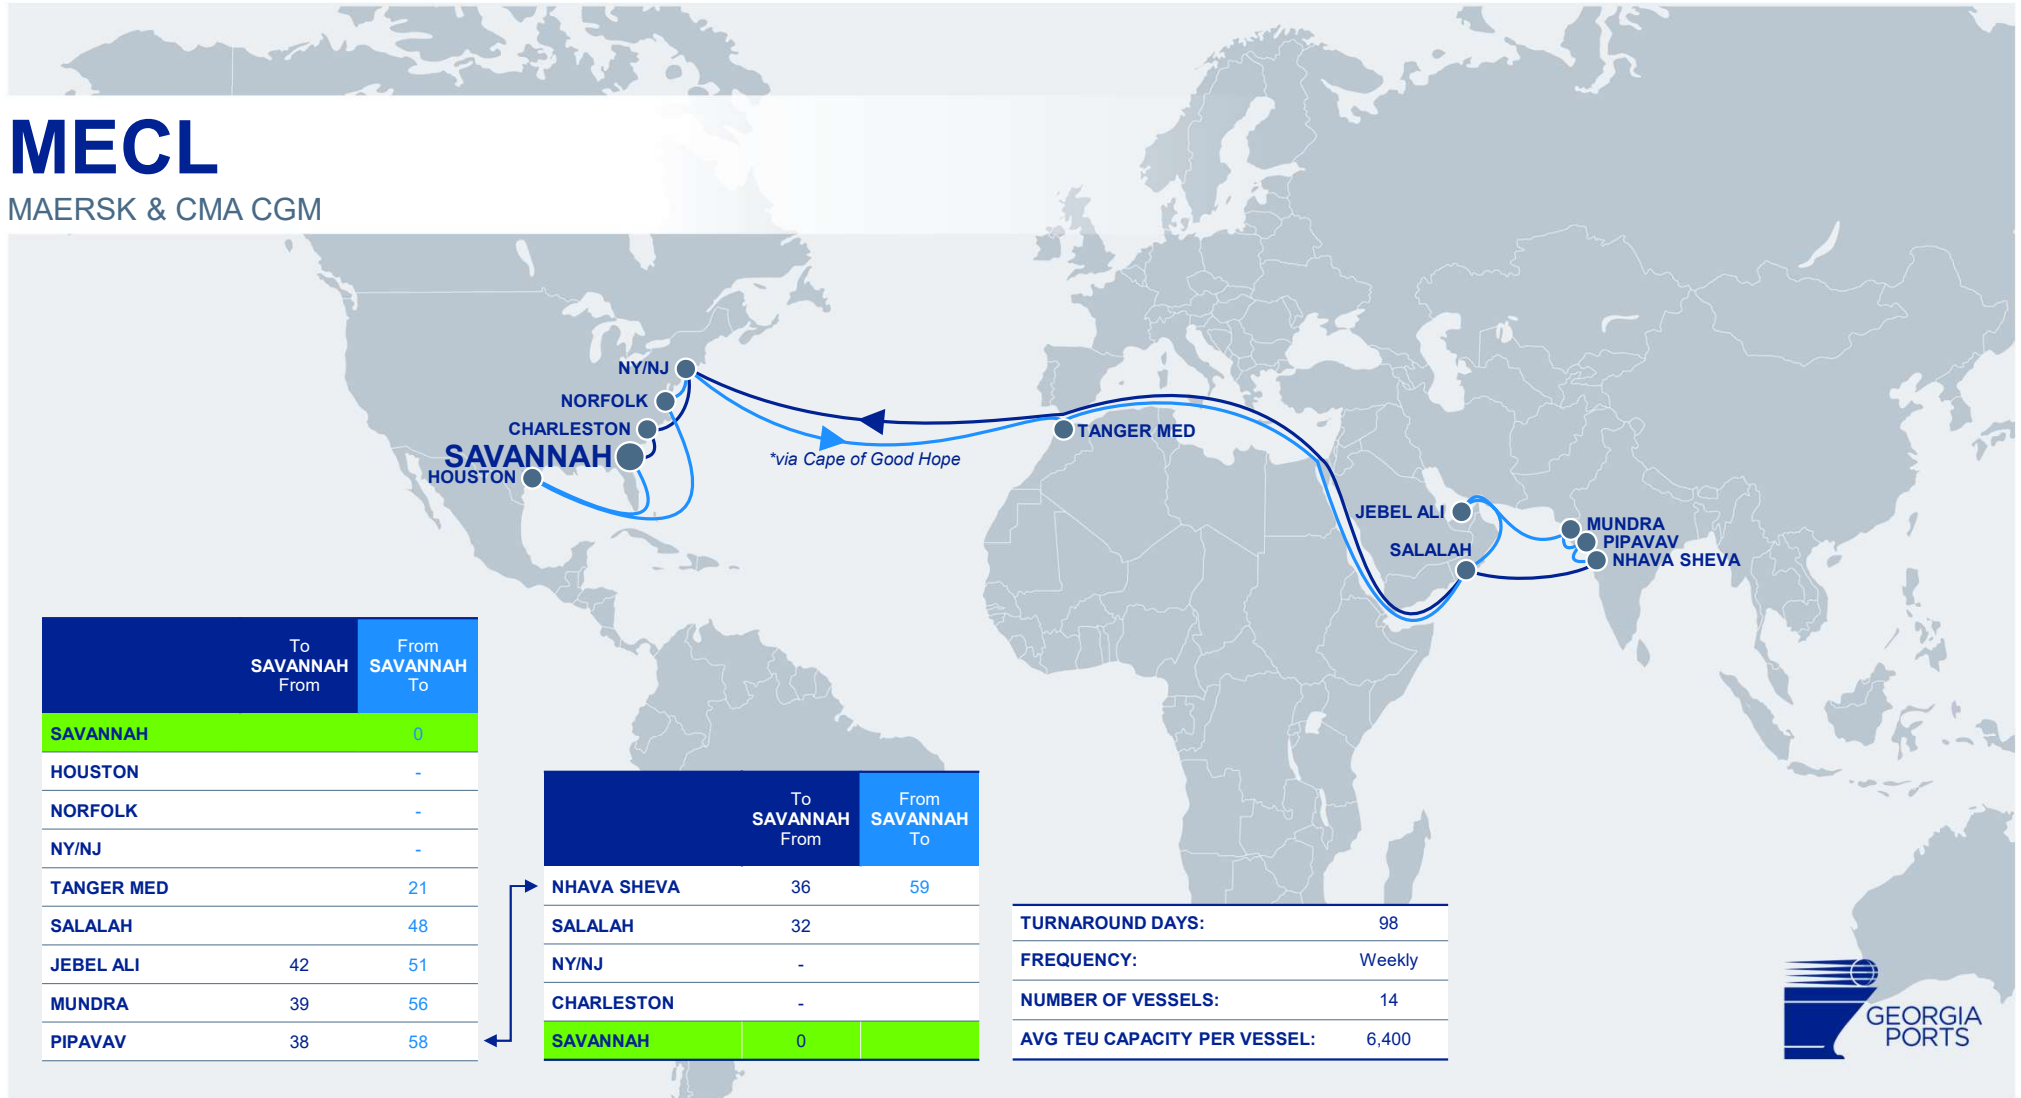 MECL
MAERSK & CMA CGM
NY/NJ
NORFOLK
CHARLESTON
SAVANNAH
HOUSTON
*via Cape of Good Hope
TANGER MED
JEBEL ALI
SALALAH
MUNDRA
PIPAVAV
NHAVA SHEVA
To SAVANNAH From From SAVANNAH To
SAVANNAH 0
HOUSTON -
NORFOLK -
NY/NJ -
TANGER MED 21
SALALAH 48
JEBEL ALI 42 51
MUNDRA 39 56
PIPAVAV 38 58
To SAVANNAH From From SAVANNAH To
NHAVA SHEVA 36 59
SALALAH 32
NY/NJ -
CHARLESTON -
SAVANNAH 0
TURNAROUND DAYS: 98
FREQUENCY: Weekly
NUMBER OF VESSELS: 14
AVG TEU CAPACITY PER VESSEL: 6,400
GEORGIA
PORTS